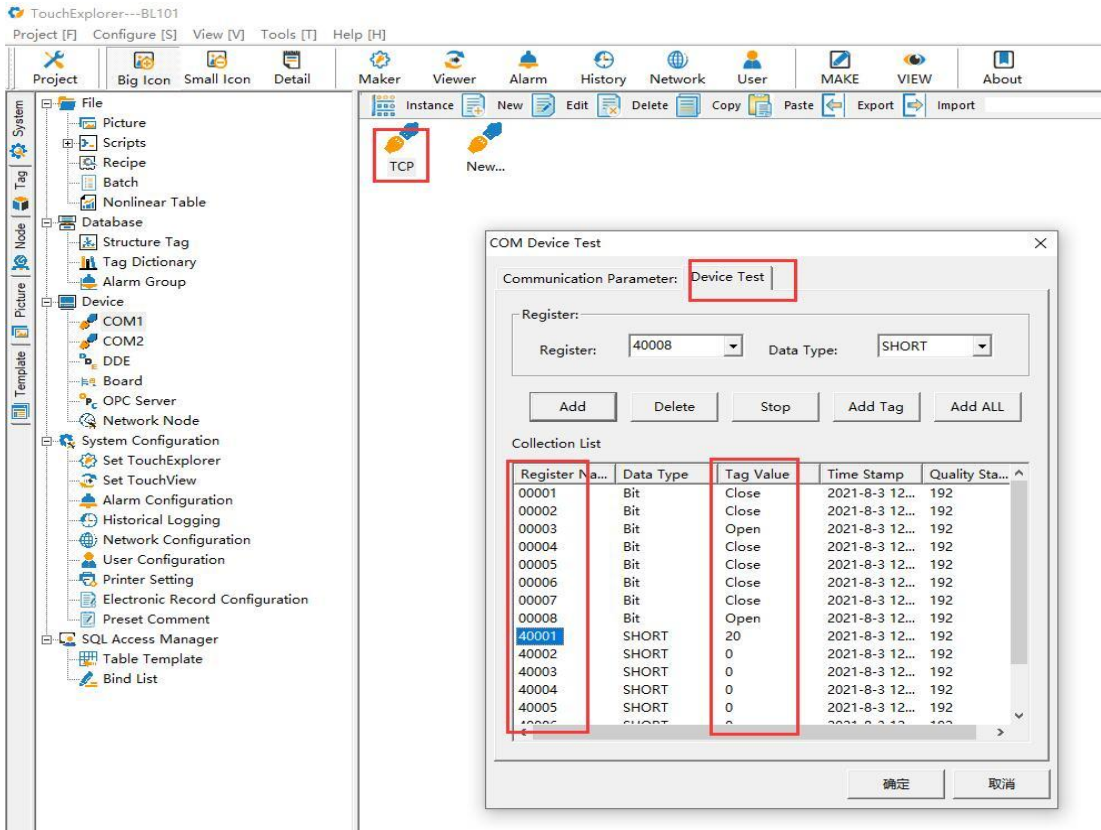 TouchExplorer---BL101
Project [F] Configure [S] View [V] Tools [T] Help [H]
Project Big Icon Small Icon Detail Maker Viewer Alarm History Network User MAKE VIEW About
Instance New Edit Delete Copy Paste Export Import
System
Tag
Node
Picture
Template
File
Picture
Scripts
Recipe
Batch
Nonlinear Table
Database
Structure Tag
Tag Dictionary
Alarm Group
Device
COM1
COM2
DDE
Board
OPC Server
Network Node
System Configuration
Set TouchExplorer
Set TouchView
Alarm Configuration
Historical Logging
Network Configuration
User Configuration
Printer Setting
Electronic Record Configuration
Preset Comment
SQL Access Manager
Table Template
Bind List
TCP New...
COM Device Test
Communication Parameter: Device Test
Register:
Register: 40008 Data Type: SHORT
Add Delete Stop Add Tag Add ALL
Collection List
Register Na... Data Type Tag Value Time Stamp Quality Sta...
00001 Bit Close 2021-8-3 12... 192
00002 Bit Close 2021-8-3 12... 192
00003 Bit Open 2021-8-3 12... 192
00004 Bit Close 2021-8-3 12... 192
00005 Bit Close 2021-8-3 12... 192
00006 Bit Close 2021-8-3 12... 192
00007 Bit Close 2021-8-3 12... 192
00008 Bit Open 2021-8-3 12... 192
40001 SHORT 20 2021-8-3 12... 192
40002 SHORT 0 2021-8-3 12... 192
40003 SHORT 0 2021-8-3 12... 192
40004 SHORT 0 2021-8-3 12... 192
40005 SHORT 0 2021-8-3 12... 192
确定 取消